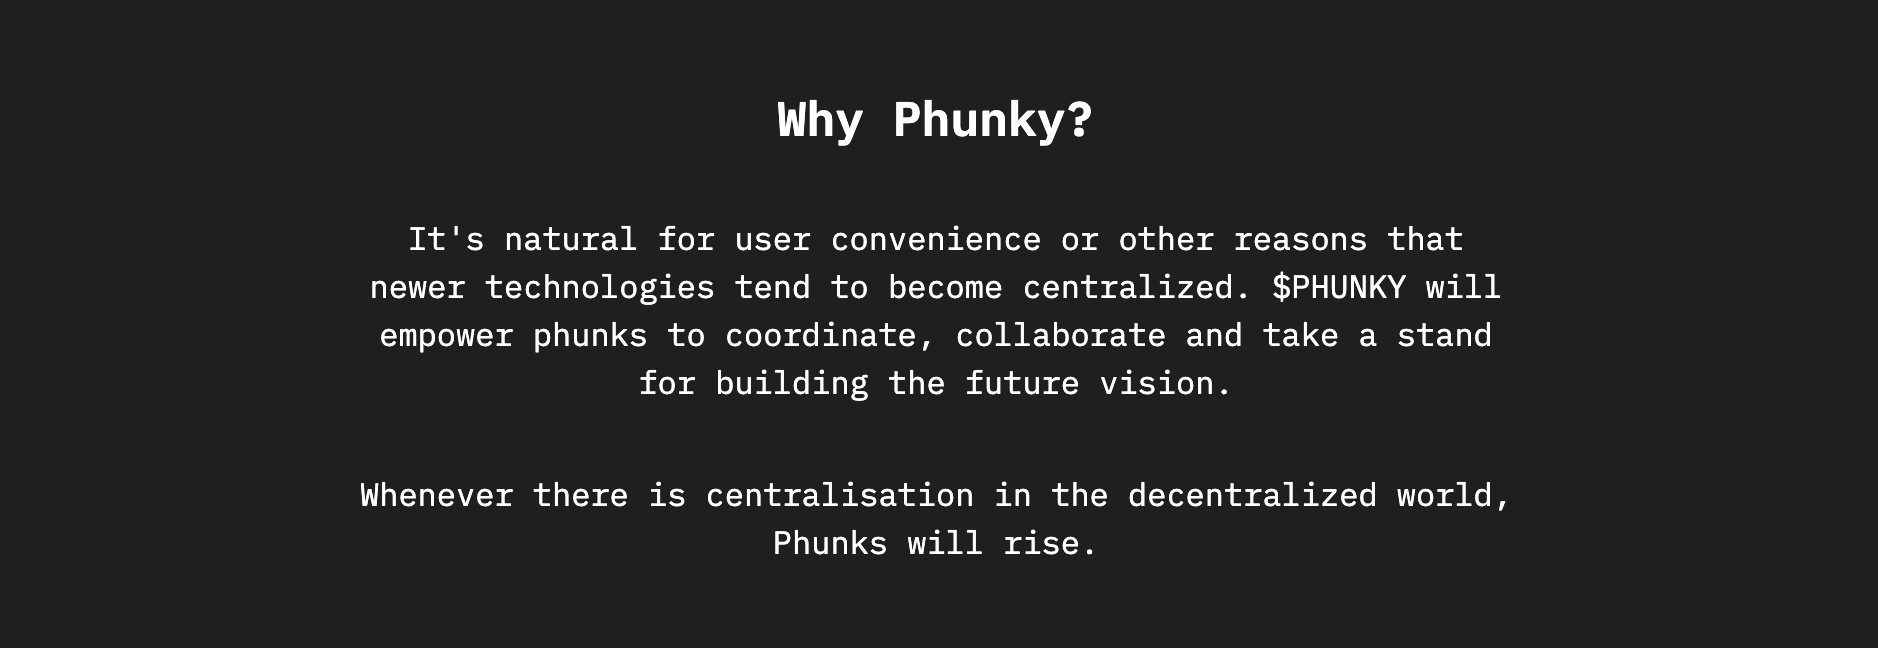 Why Phunky?
It's natural for user convenience or other reasons that
newer technologies tend to become centralized. $PHUNKY will
empower phunks to coordinate, collaborate and take a stand
for building the future vision.
Whenever there is centralisation in the decentralized world,
Phunks will rise.